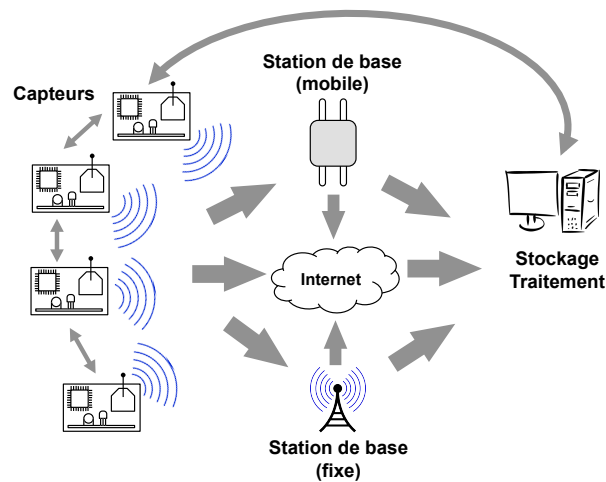 Station de base
(mobile)
Capteurs
Internet
Stockage
Traitement
Station de base
(fixe)